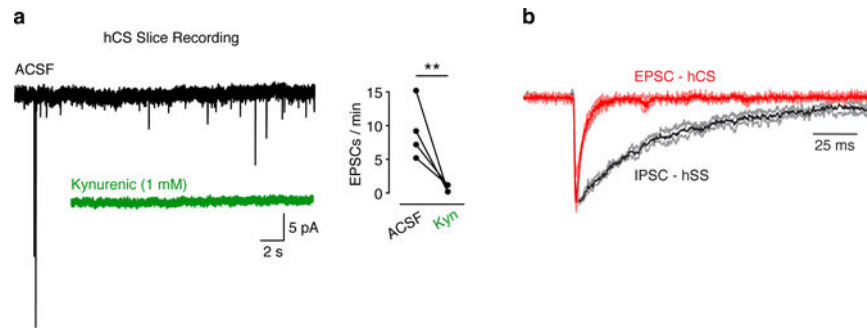 a
hCS Slice Recording
ACSF
Kynurenic (1 mM)
5 pA
2 s
**
15
10
5
0
EPSCs / min
ACSF
Kyn
b
EPSC - hCS
25 ms
IPSC - hSS